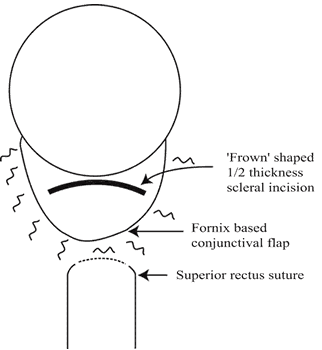 'Frown' shaped
1/2 thickness
scleral incision
Fornix based
conjunctival flap
Superior rectus suture